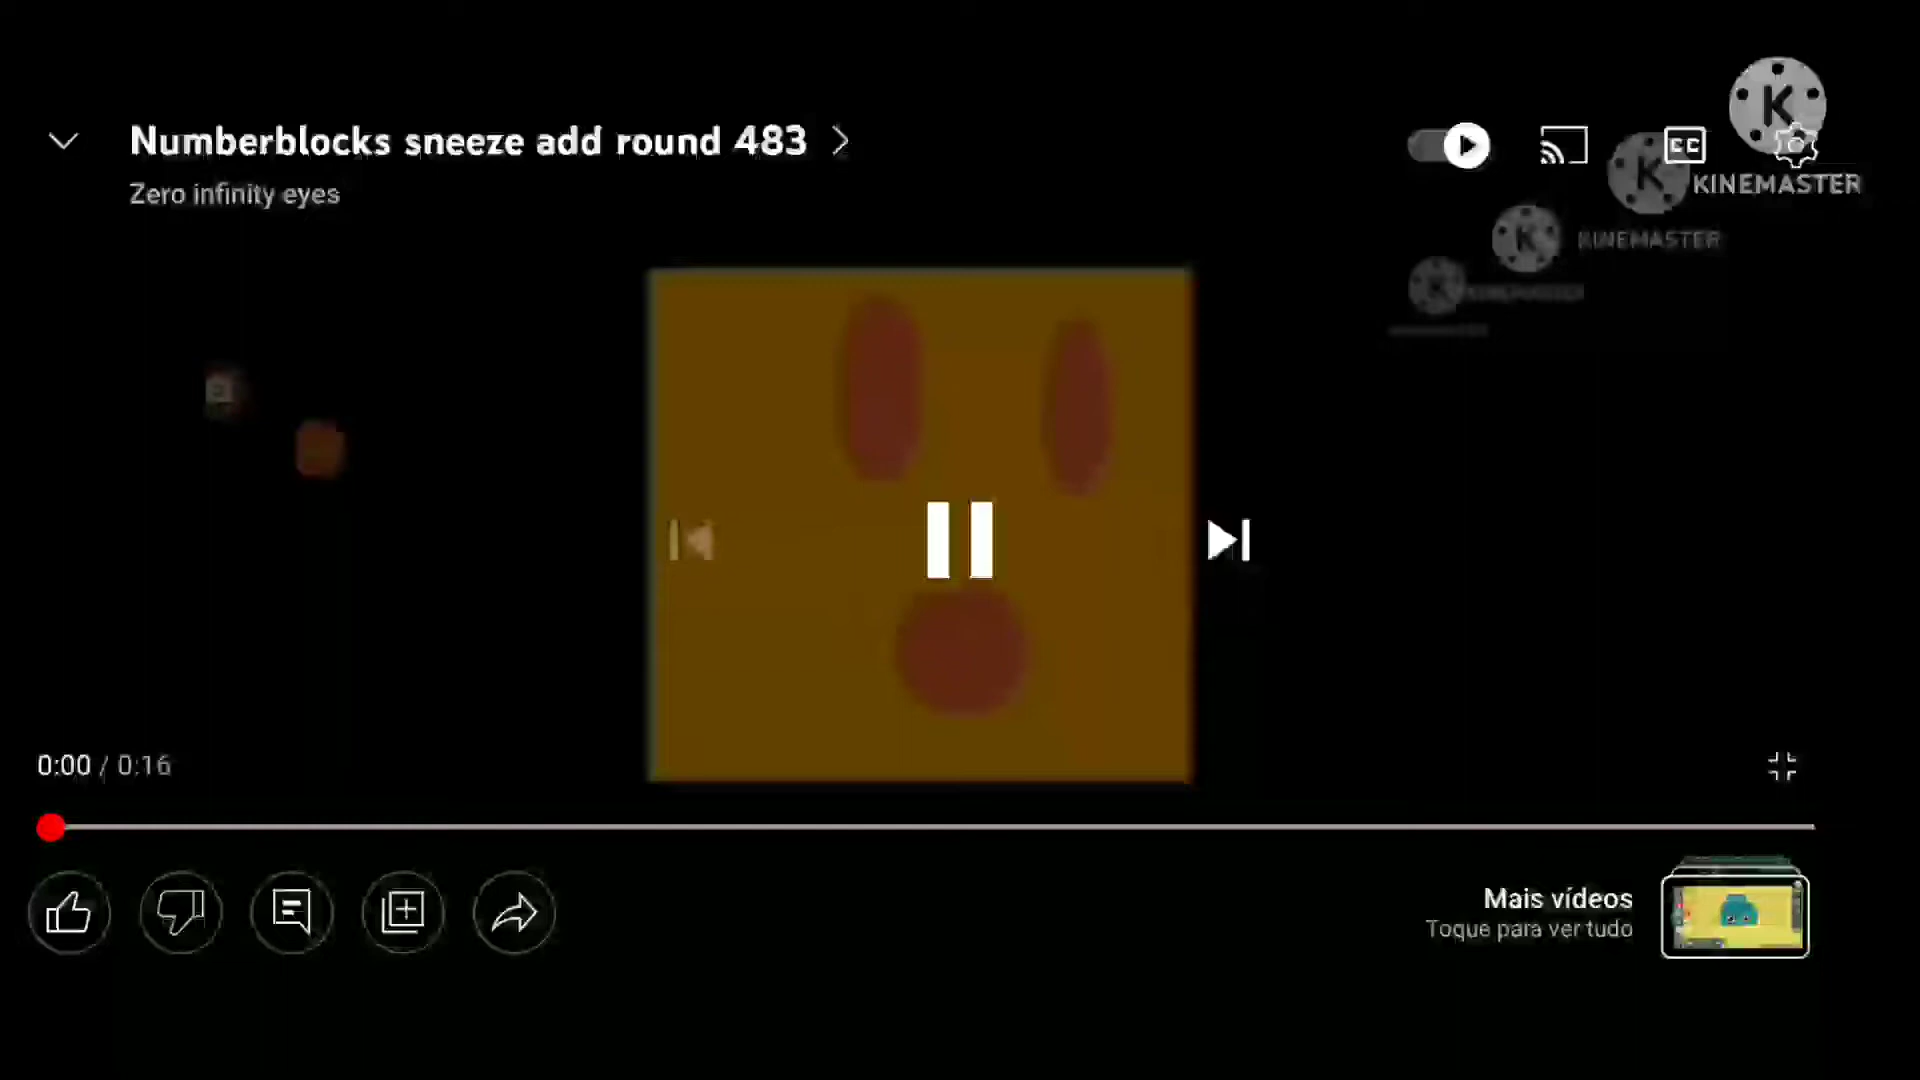 Numberblocks sneeze add round 483
Zero infinity eyes
CC
K
KINEMASTER
K
KINEMASTER
K
0:00 / 0:16
Mais vídeos
Toque para ver tudo